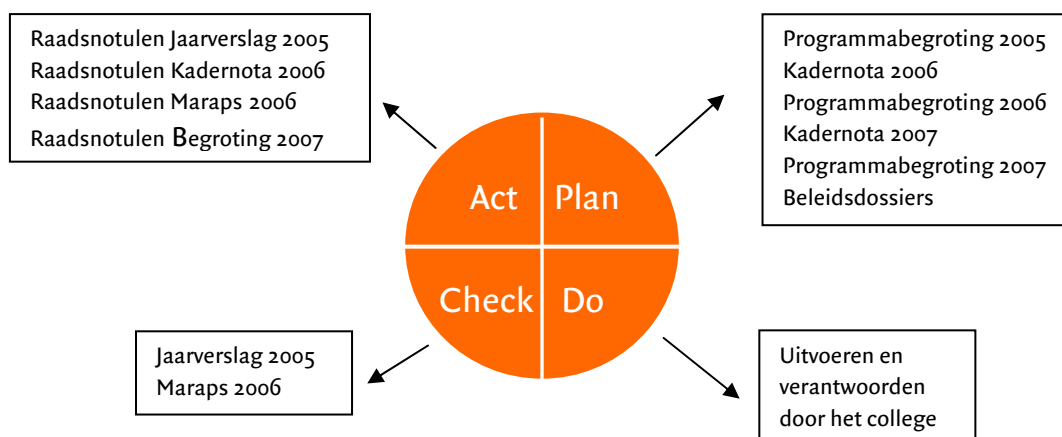 Raadsnotulen Jaarverslag 2005
Raadsnotulen Kadernota 2006
Raadsnotulen Maraps 2006
Raadsnotulen Begroting 2007
Programmabegroting 2005
Kadernota 2006
Programmabegroting 2006
Kadernota 2007
Programmabegroting 2007
Beleidsdossiers
Act
Plan
Check
Do
Jaarverslag 2005
Maraps 2006
Uitvoeren en
verantwoorden
door het college